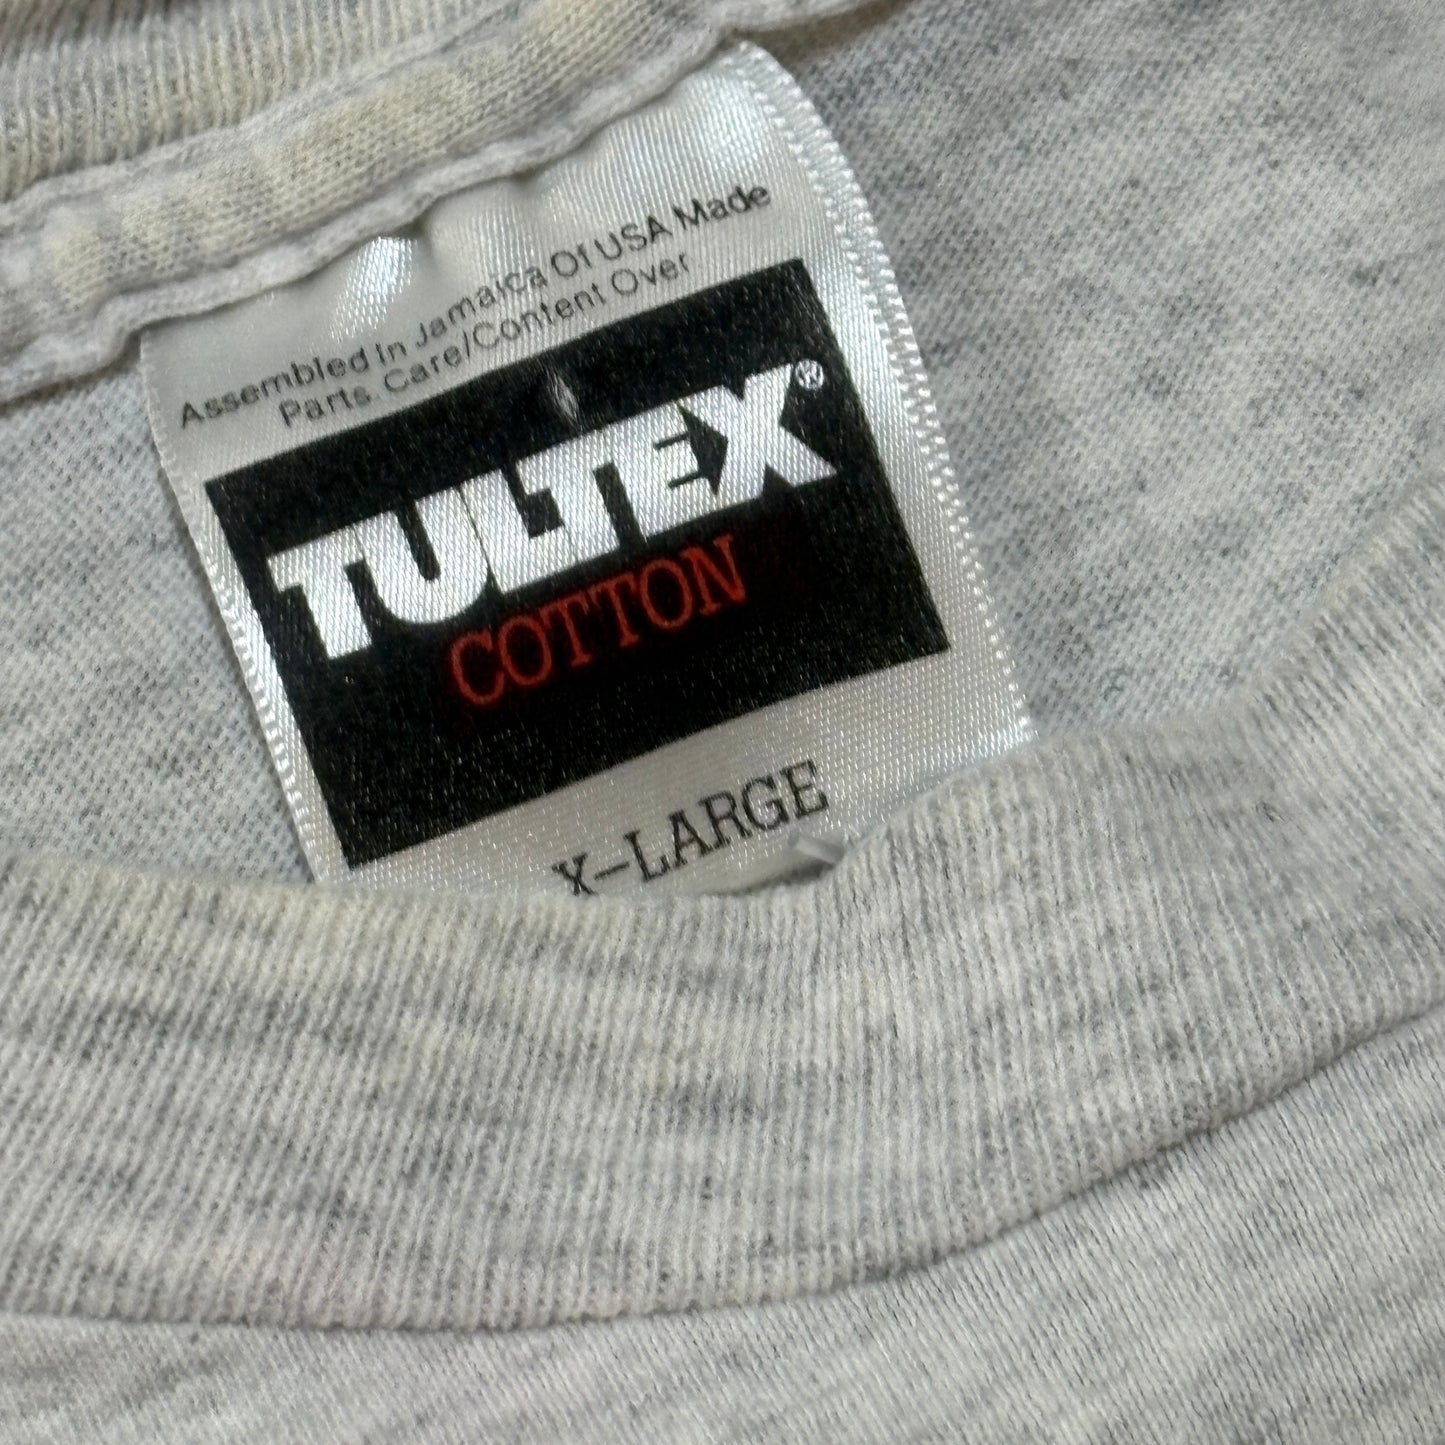 Assembled In Jamaica Of USA Made
Parts. Care/Content Over
TULTEX®
COTTON
X-LARGE